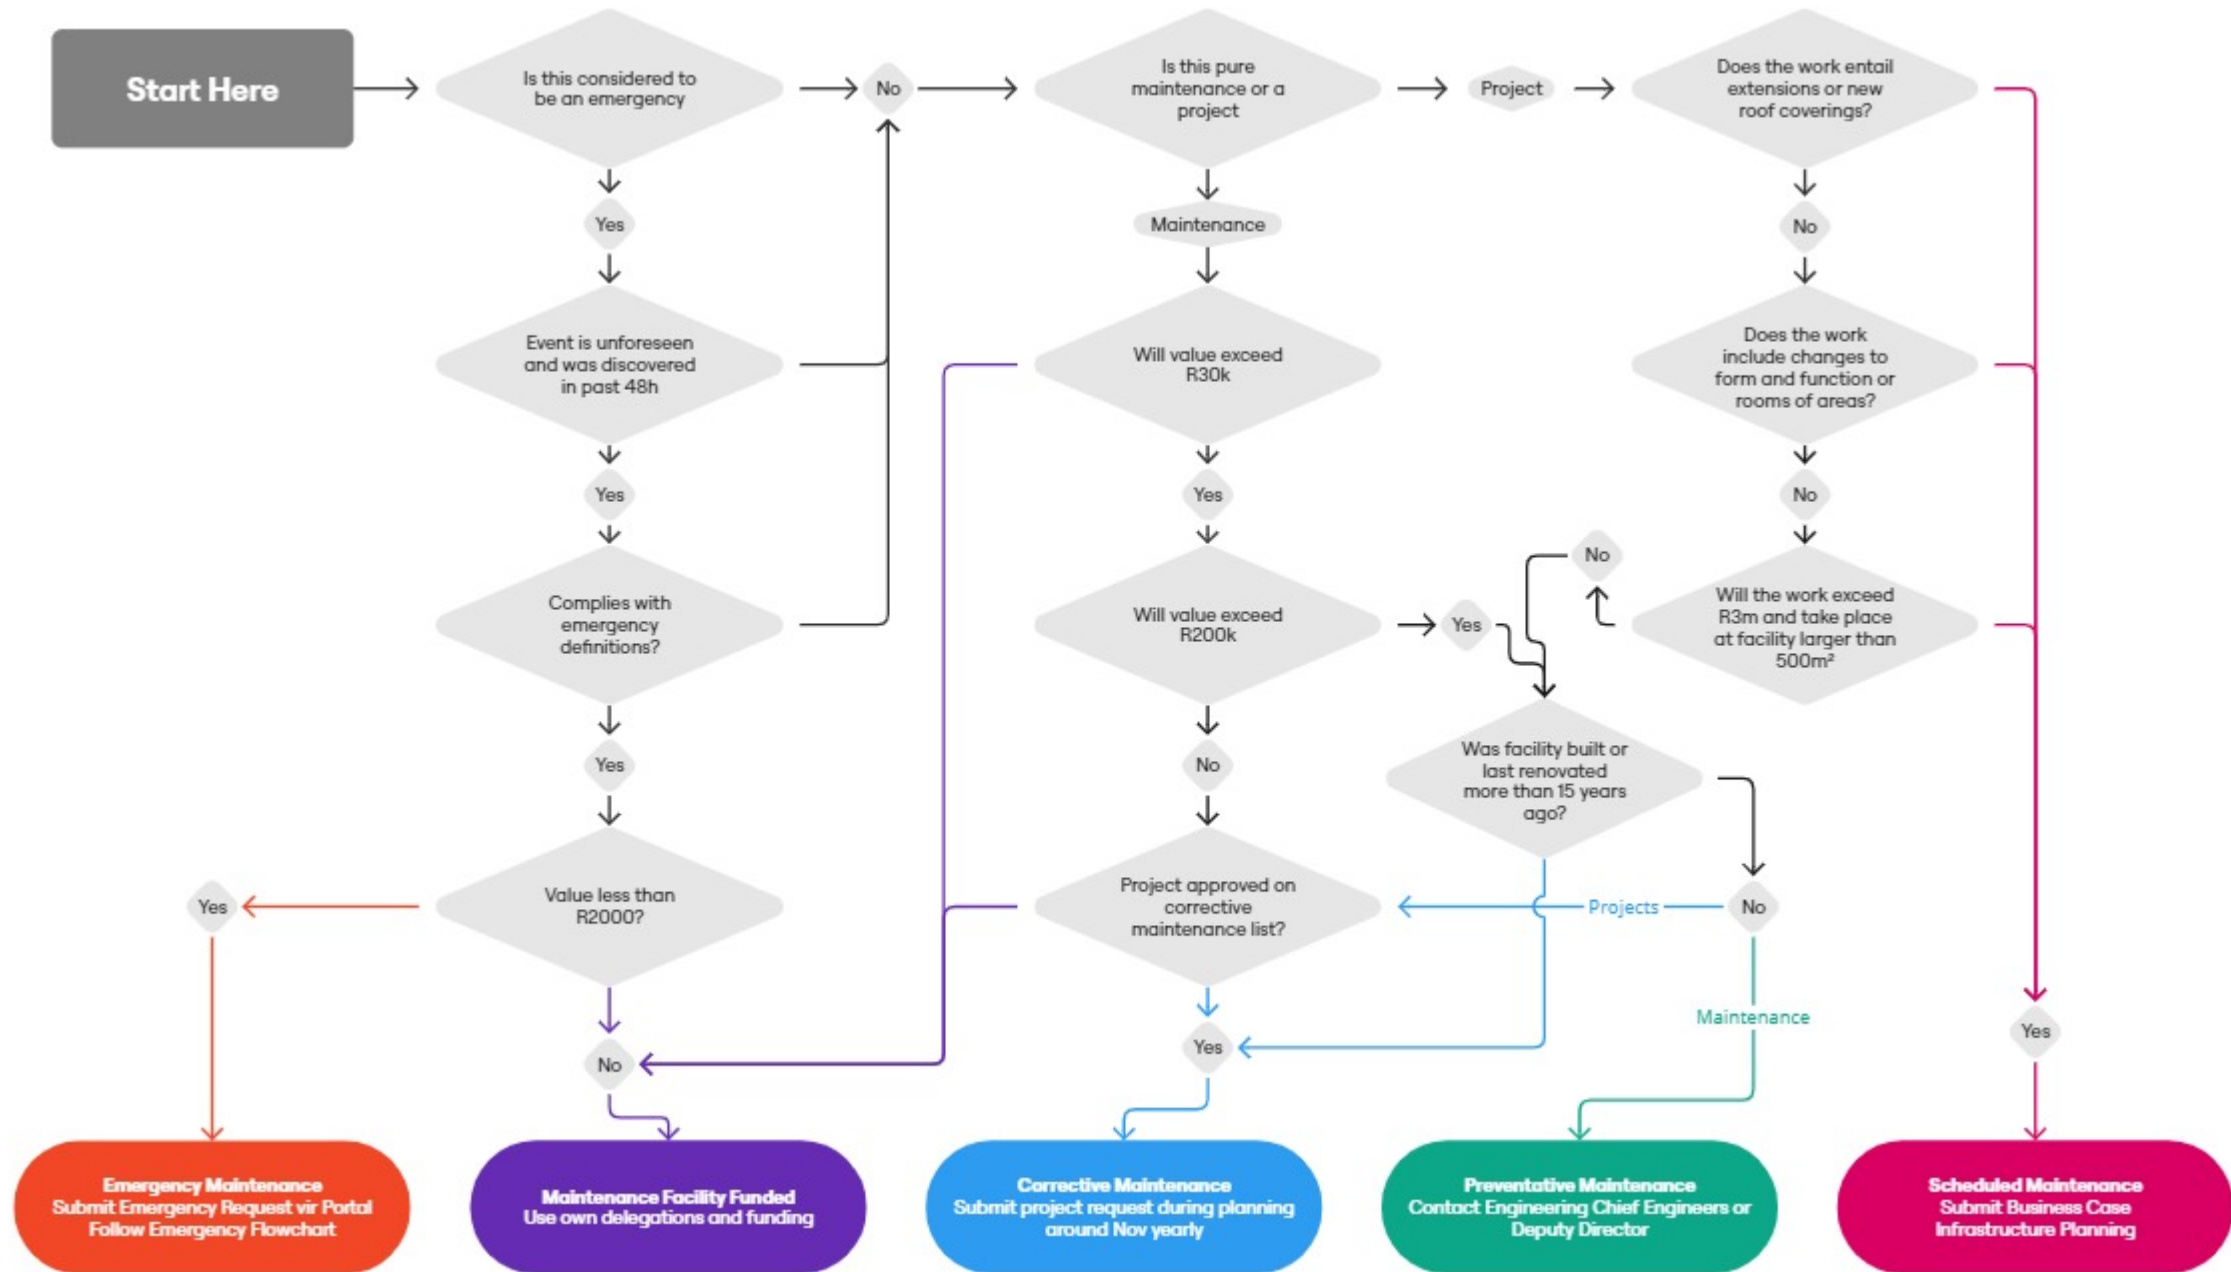 Start Here
Is this considered to
be an emergency
No
Is this pure
maintenance or a
project
Project
Does the work entail
extensions or new
roof coverings?
Yes
Maintenance
No
Event is unforeseen
and was discovered
in past 48h
Will value exceed
R30k
Does the work
include changes to
form and function or
rooms of areas?
Yes
Yes
No
No
Complies with
emergency
definitions?
Will value exceed
R200k
Yes
Will the work exceed
R3m and take place
at facility larger than
500m²
Yes
No
Was facility built or
last renovated
more than 15 years
ago?
Yes
Value less than
R2000?
Project approved on
corrective
maintenance list?
Projects
No
Maintenance
No
Yes
Yes
Emergency Maintenance
Submit Emergency Request vir Portal
Follow Emergency Flowchart
Maintenance Facility Funded
Use own delegations and funding
Corrective Maintenance
Submit project request during planning
around Nov yearly
Preventative Maintenance
Contact Engineering Chief Engineers or
Deputy Director
Scheduled Maintenance
Submit Business Case
Infrastructure Planning